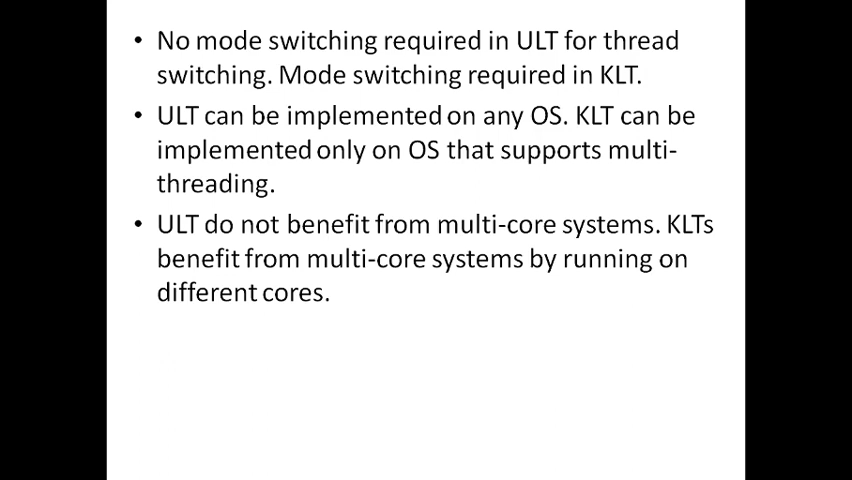 • No mode switching required in ULT for thread
switching. Mode switching required in KLT.
• ULT can be implemented on any OS. KLT can be
implemented only on OS that supports multi-
threading.
• ULT do not benefit from multi-core systems. KLTs
benefit from multi-core systems by running on
different cores.